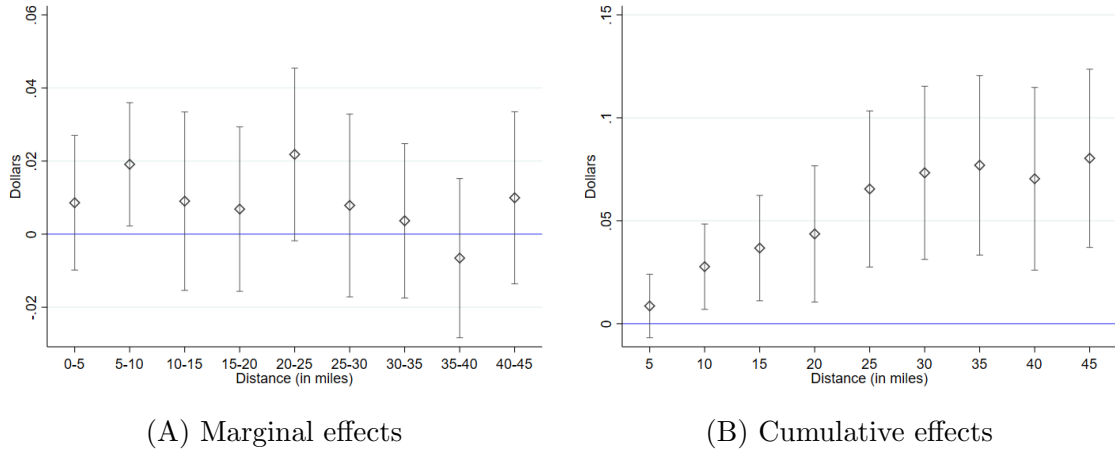 .06
.04
.02
0
-.02
Dollars
0-5 5-10 10-15 15-20 20-25 25-30 30-35 35-40 40-45
Distance (in miles)
(A) Marginal effects
.15
.1
.05
0
Dollars
5 10 15 20 25 30 35 40 45
Distance (in miles)
(B) Cumulative effects